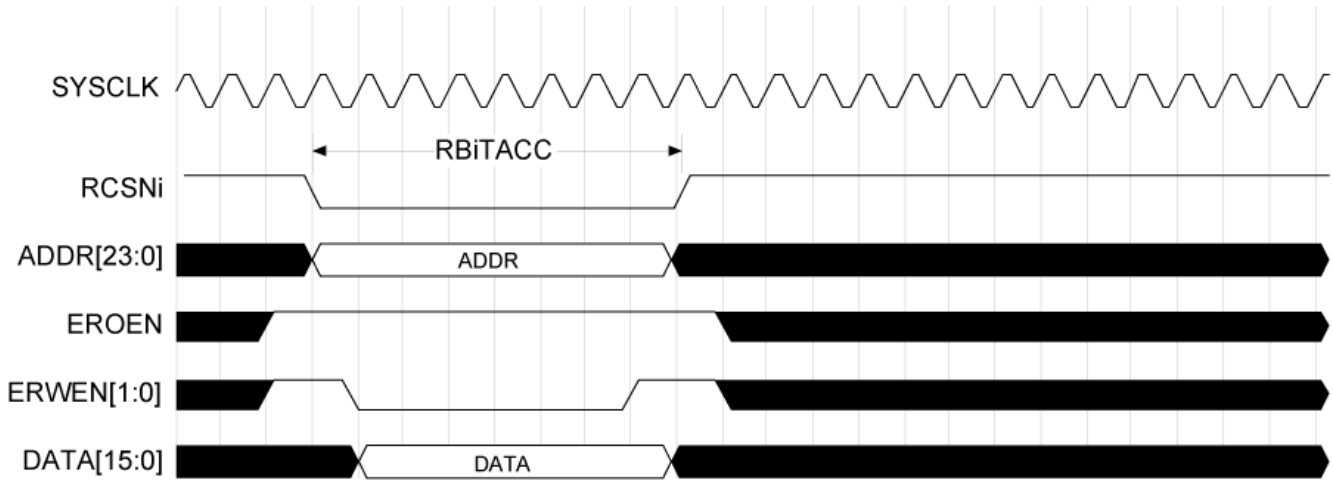 SYSCLK
RBiTACC
RCSNi
ADDR[23:0]
ADDR
EROEN
ERWEN[1:0]
DATA[15:0]
DATA